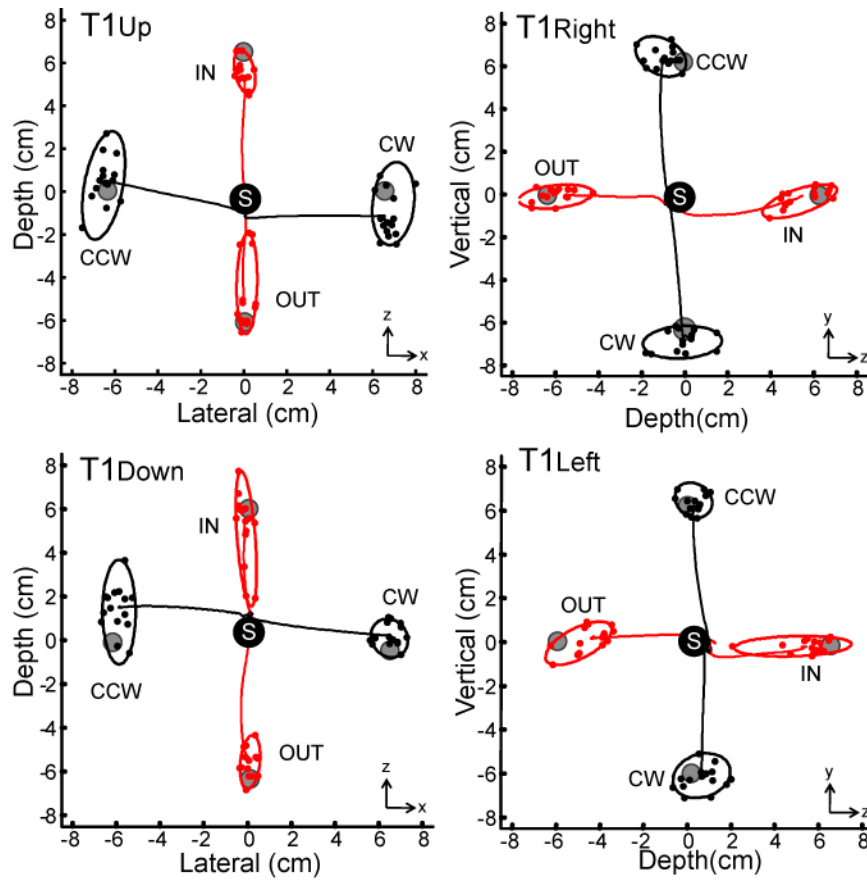 T1Up
8
6
4
2
0
-2
-4
-6
-8
Depth (cm)
IN
CW
S
CCW
OUT
z
x
-8 -6 -4 -2 0 2 4 6 8
Lateral (cm)
T1Right
8
6
4
2
0
-2
-4
-6
-8
Vertical (cm)
CCW
OUT
S
IN
CW
y
z
-8 -6 -4 -2 0 2 4 6 8
Depth(cm)
T1Down
8
6
4
2
0
-2
-4
-6
-8
Depth (cm)
IN
CW
S
CCW
OUT
z
x
-8 -6 -4 -2 0 2 4 6 8
Lateral (cm)
T1Left
8
6
4
2
0
-2
-4
-6
-8
Vertical (cm)
CCW
OUT
S
IN
CW
y
z
-8 -6 -4 -2 0 2 4 6 8
Depth(cm)